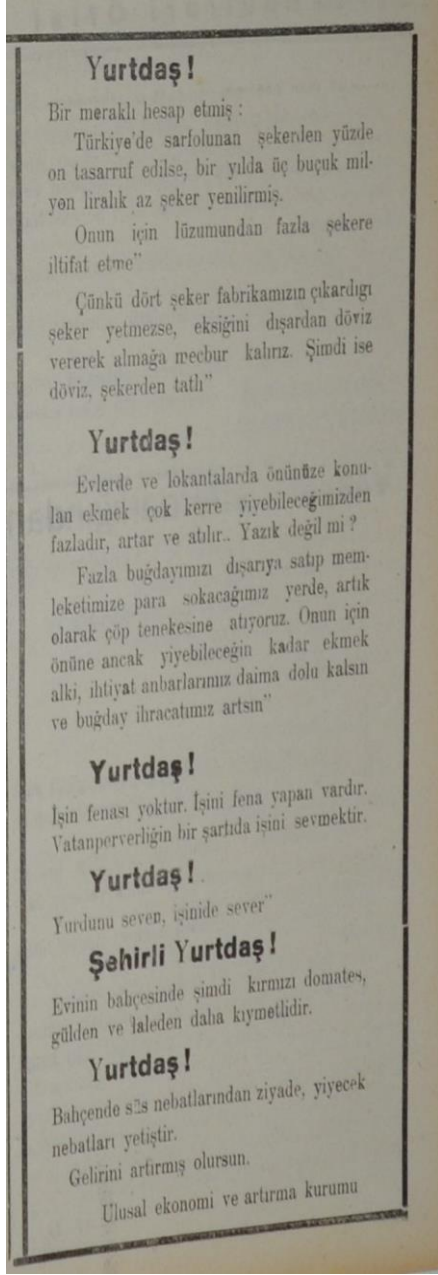 Yurtdaş!
Bir meraklı hesap etmiş :
Türkiye'de sarfolunan şekerden yüzde
on tasarruf edilse, bir yılda üç buçuk mil-
yon liralık az şeker yenilirmiş.
Onun için lüzumundan fazla şekere
iltifat etme"
Çünkü dört şeker fabrikamızın çıkardıgı
şeker yetmezse, eksiğini dışardan döviz
vererek almağa mecbur kalırız. Şimdi ise
döviz, şekerden tatlı"
Yurtdaş!
Evlerde ve lokantalarda önünüze konu-
lan ekmek çok kerre yiyebileceğimizden
fazladır, artar ve atılır.. Yazık değil mi ?
Fazla buğdayımızı dışarıya satıp mem-
leketimize para sokacağımız yerde, artık
olarak çöp tenekesine atıyoruz. Onun için
önüne ancak yiyebileceğin kadar ekmek
alki, ihtiyat anbarlarımız daima dolu kalsın
ve buğday ihracatımız artsın"
Yurtdaş!
İşin fenası yoktur. İşini fena yapan vardır.
Vatanperverliğin bir şartıda işini sevmektir.
Yurtdaş!
Yurdunu seven, işinide sever"
Şehirli Yurtdaş!
Evinin bahçesinde şimdi kırmızı domates,
gülden ve laleden daha kıymetlidir.
Yurtdaş!
Bahçende süs nebatlarından ziyade, yiyecek
nebatları yetiştir.
Gelirini artırmış olursun.
Ulusal ekonomi ve artırma kurumu